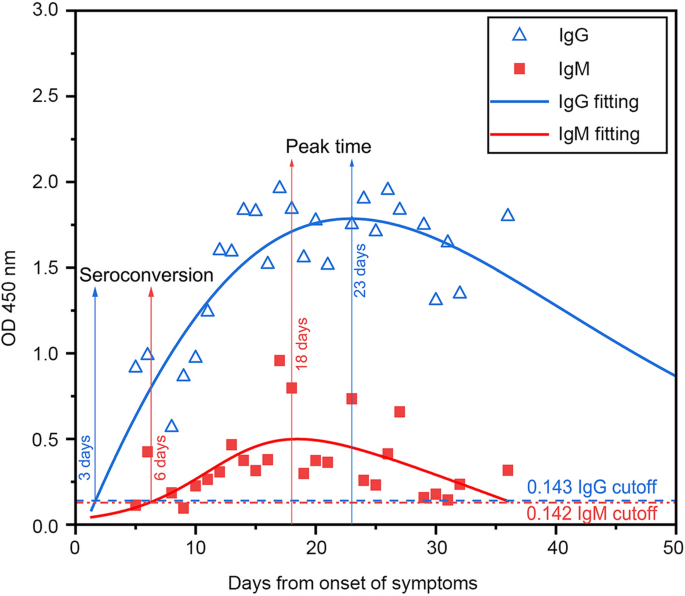 3.0
2.5
2.0
1.5
1.0
0.5
0.0
OD 450 nm
IgG
IgM
IgG fitting
IgM fitting
Peak time
Seroconversion
3 days
6 days
18 days
23 days
0.143 IgG cutoff
0.142 IgM cutoff
0
10
20
30
40
50
Days from onset of symptoms